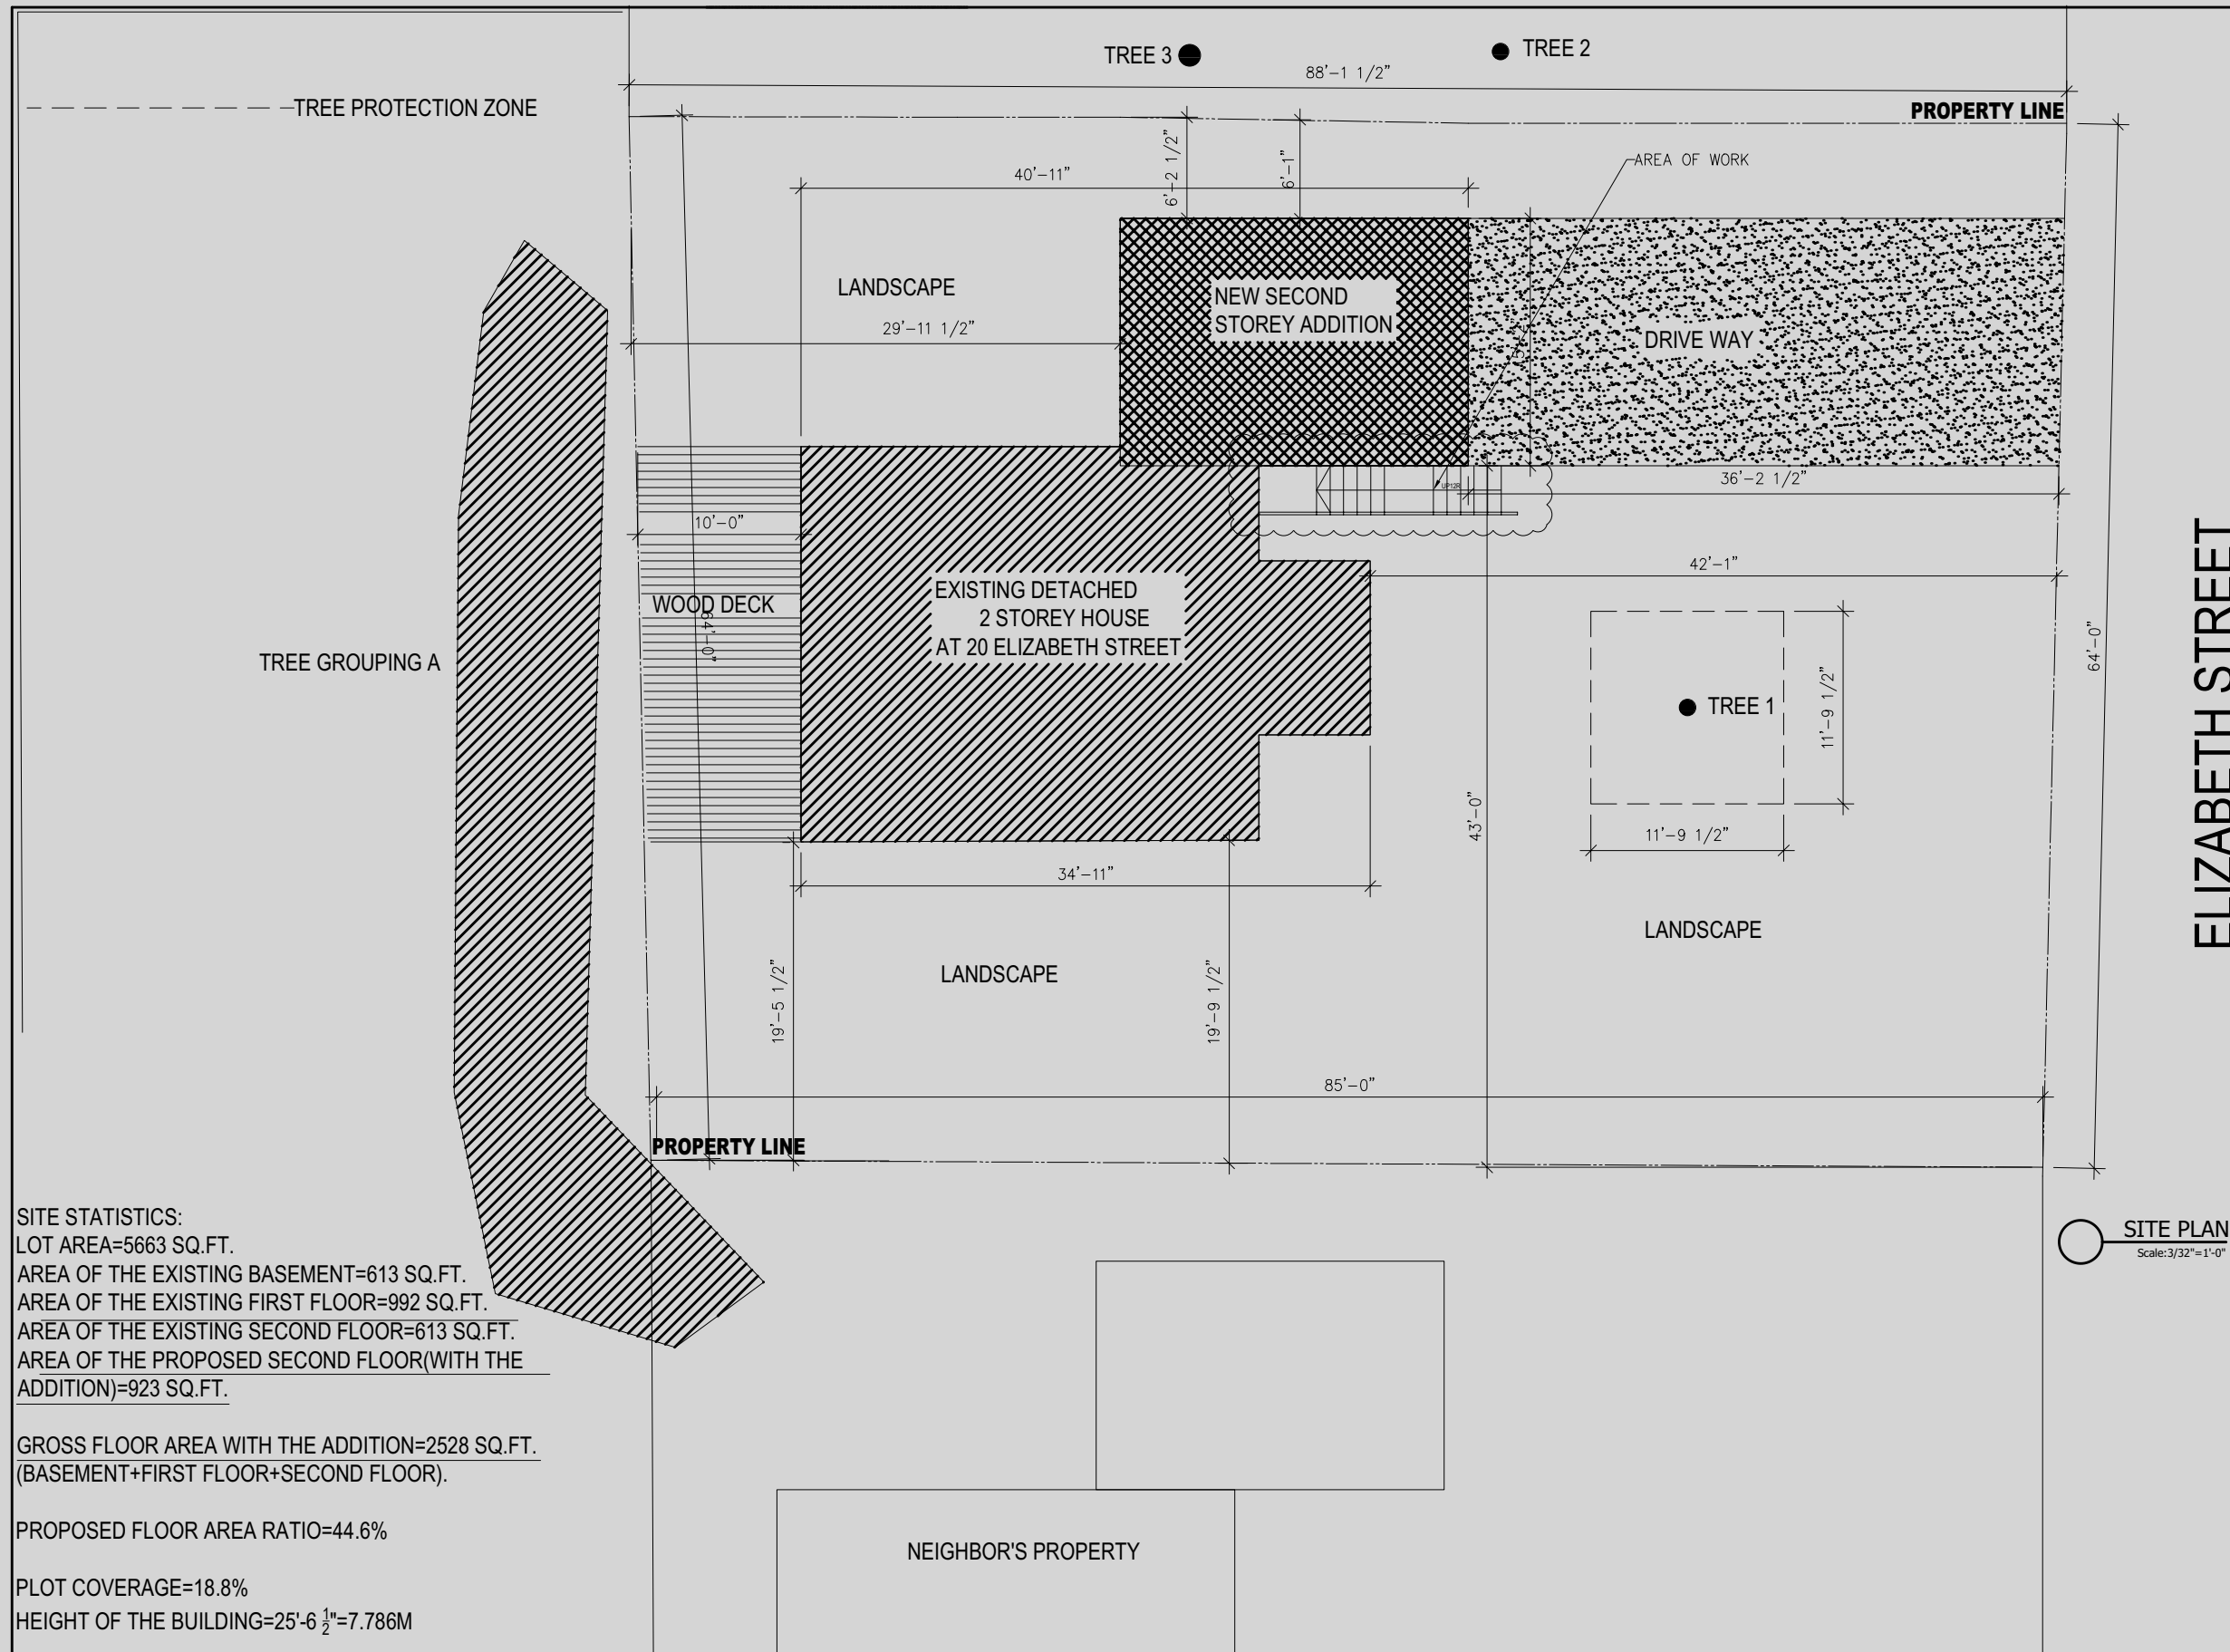 TREE 3
TREE 2
88'-1 1/2"
TREE PROTECTION ZONE
PROPERTY LINE
6'-2 1/2"
6'-1"
AREA OF WORK
40'-11"
LANDSCAPE
NEW SECOND
STOREY ADDITION
29'-11 1/2"
DRIVE WAY
36'-2 1/2"
UP12R
10'-0"
42'-1"
WOOD DECK
64'-0"
EXISTING DETACHED
2 STOREY HOUSE
AT 20 ELIZABETH STREET
64'-0"
ELIZABETH STREET
TREE GROUPING A
TREE 1
11'-9 1/2"
11'-9 1/2"
43'-0"
34'-11"
LANDSCAPE
LANDSCAPE
19'-5 1/2"
19'-9 1/2"
85'-0"
PROPERTY LINE
SITE STATISTICS:
LOT AREA=5663 SQ.FT.
AREA OF THE EXISTING BASEMENT=613 SQ.FT.
AREA OF THE EXISTING FIRST FLOOR=992 SQ.FT.
AREA OF THE EXISTING SECOND FLOOR=613 SQ.FT.
AREA OF THE PROPOSED SECOND FLOOR(WITH THE
ADDITION)=923 SQ.FT.
GROSS FLOOR AREA WITH THE ADDITION=2528 SQ.FT.
(BASEMENT+FIRST FLOOR+SECOND FLOOR).
PROPOSED FLOOR AREA RATIO=44.6%
PLOT COVERAGE=18.8%
HEIGHT OF THE BUILDING=25'-6 1/2"=7.786M
SITE PLAN
Scale:3/32"=1'-0"
NEIGHBOR'S PROPERTY